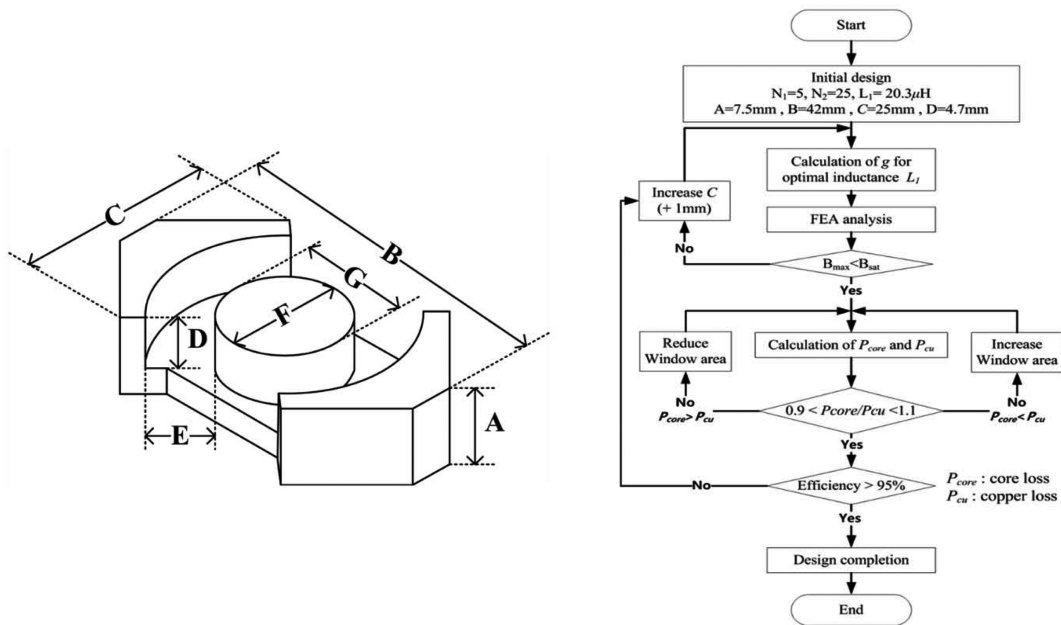 C
B
G
F
D
E
A
Start
Initial design
N₁=5, N₂=25, L₁= 20.3μH
A=7.5mm , B=42mm , C=25mm , D=4.7mm
Calculation of g for
optimal inductance L₁
Increase C
(+ 1mm)
FEA analysis
No
Bmax<Bsat
Yes
Reduce
Window area
Calculation of Pcore and Pcu
Increase
Window area
No
Pcore> Pcu
0.9 < Pcore/Pcu <1.1
No
Pcore< Pcu
Yes
No
Efficiency > 95%
Pcore : core loss
Pcu : copper loss
Yes
Design completion
End